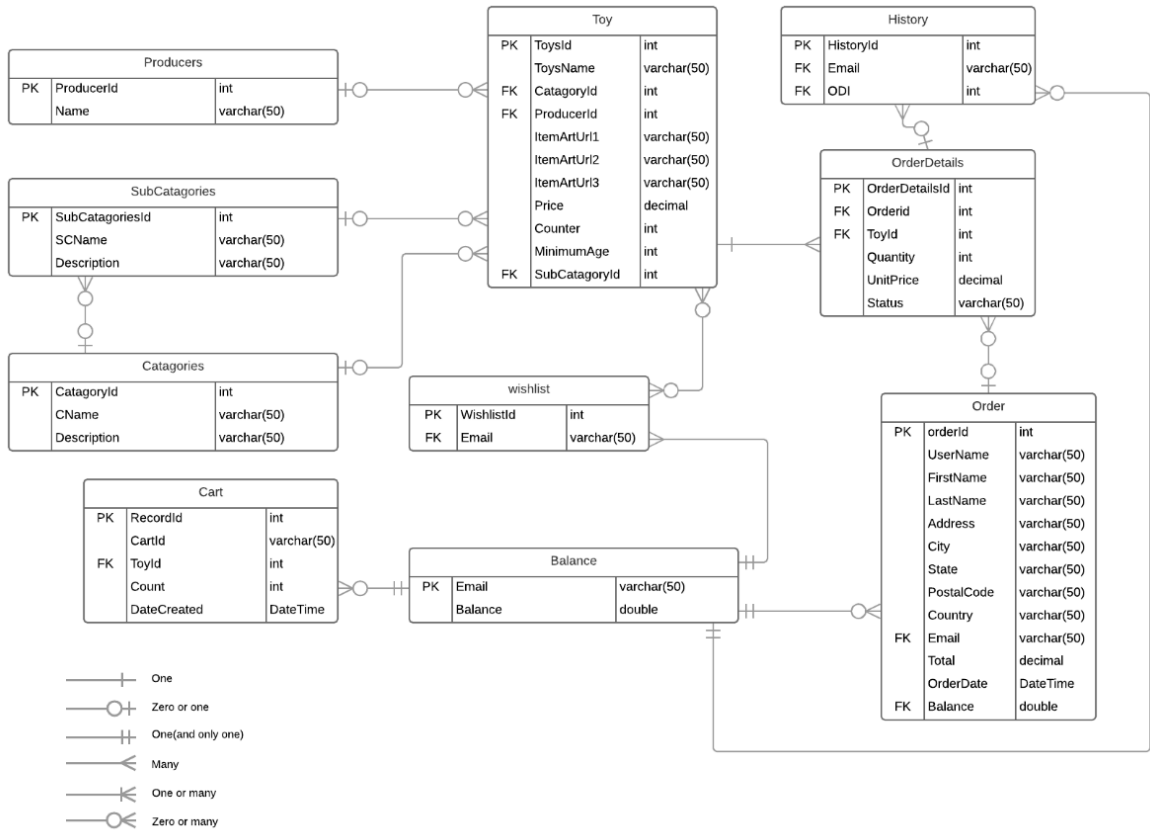 Producers
PK ProducerId int
Name varchar(50)
SubCatagories
PK SubCatagoriesId int
SCName varchar(50)
Description varchar(50)
Catagories
PK CatagoryId int
CName varchar(50)
Description varchar(50)
Toy
PK ToysId int
ToysName varchar(50)
FK CatagoryId int
FK ProducerId int
ItemArtUrl1 varchar(50)
ItemArtUrl2 varchar(50)
ItemArtUrl3 varchar(50)
Price decimal
Counter int
MinimumAge int
FK SubCatagoryId int
History
PK HistoryId int
FK Email varchar(50)
FK ODI int
OrderDetails
PK OrderDetailsId int
FK Orderid int
FK ToyId int
Quantity int
UnitPrice decimal
Status varchar(50)
wishlist
PK WishlistId int
FK Email varchar(50)
Order
PK orderId int
UserName varchar(50)
FirstName varchar(50)
LastName varchar(50)
Address varchar(50)
City varchar(50)
State varchar(50)
PostalCode varchar(50)
Country varchar(50)
FK Email varchar(50)
Total decimal
OrderDate DateTime
FK Balance double
Cart
PK RecordId int
CartId varchar(50)
FK ToyId int
Count int
DateCreated DateTime
Balance
PK Email varchar(50)
Balance double
One
Zero or one
One(and only one)
Many
One or many
Zero or many